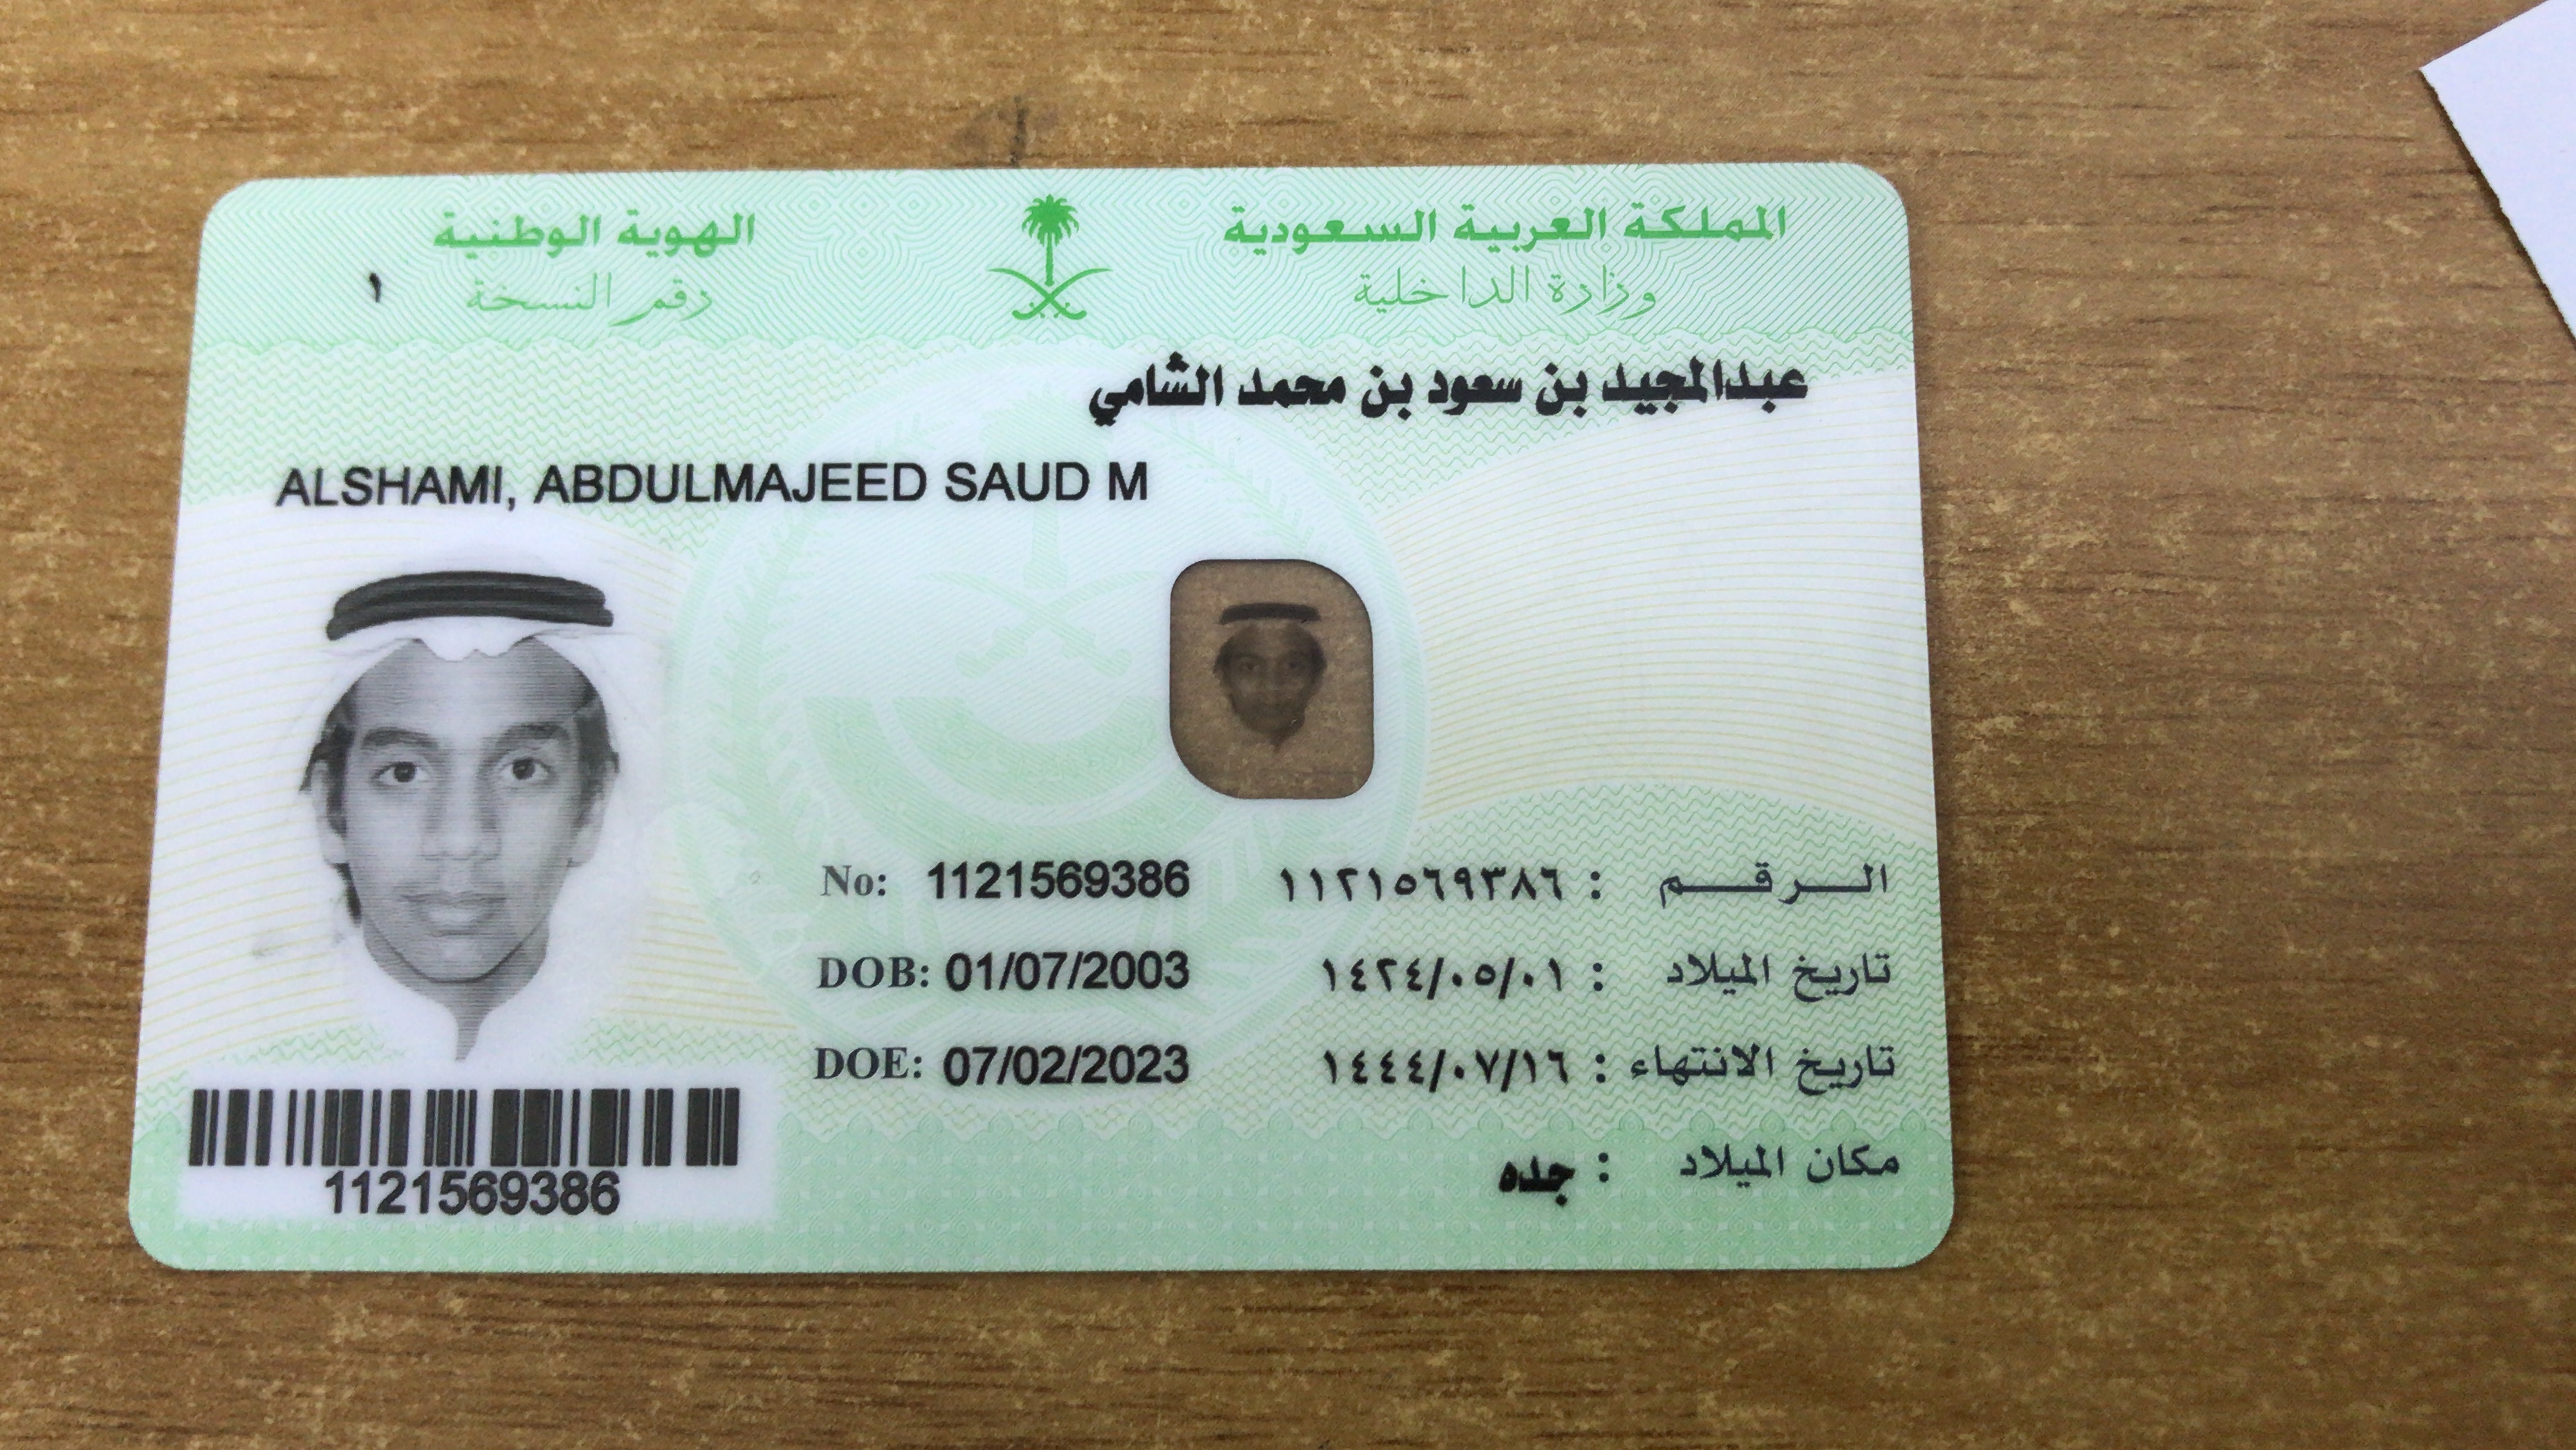 المملكة العربية السعودية
وزارة الداخلية
الهوية الوطنية
رقم النسخة ١
عبدالمجيد بن سعود بن محمد الشامي
ALSHAMI, ABDULMAJEED SAUD M
الرقم : ١١٢١٥٦٩٣٨٦ No: 1121569386
تاريخ الميلاد : ١٤٢٤/٠٥/٠١ DOB: 01/07/2003
تاريخ الانتهاء : ١٤٤٤/٠٧/١٦ DOE: 07/02/2023
مكان الميلاد : جده
1121569386